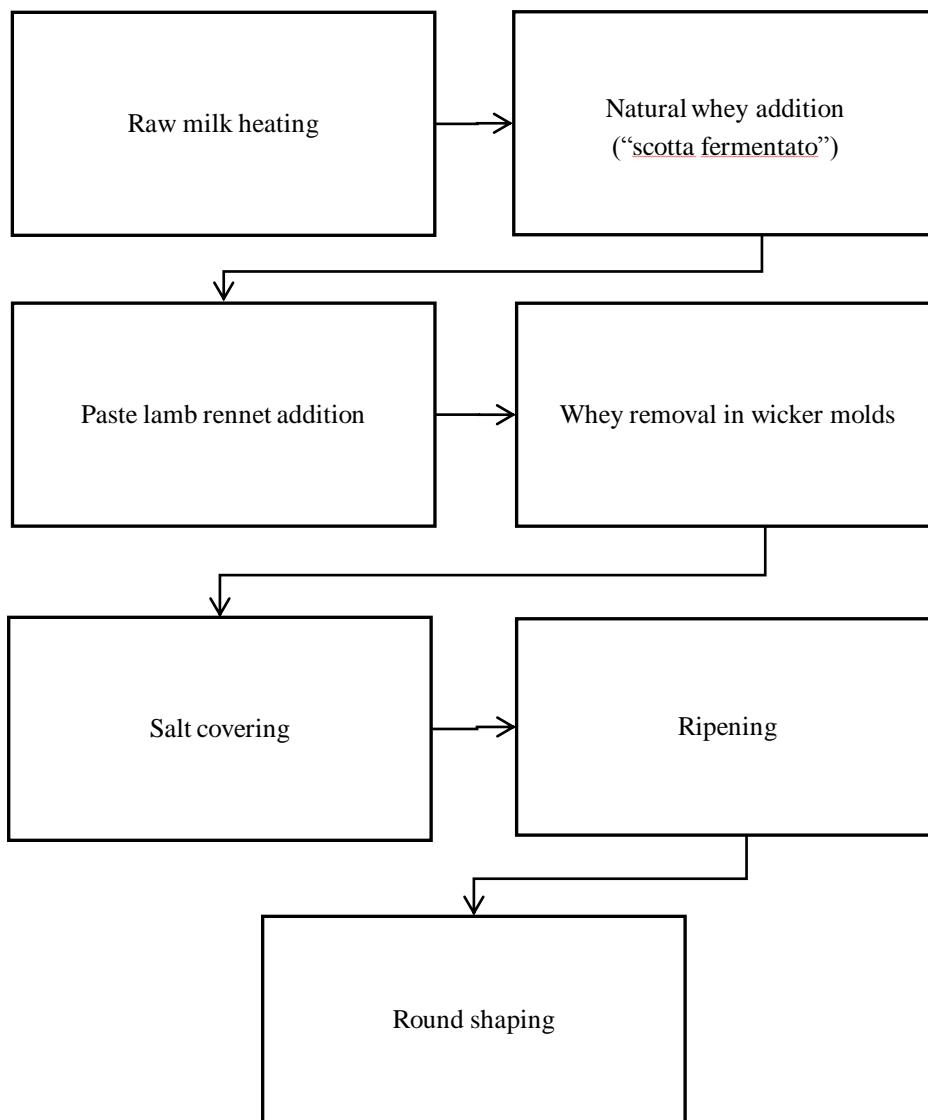 Raw milk heating
Natural whey addition
(“scotta fermentato”)
Paste lamb rennet addition
Whey removal in wicker molds
Salt covering
Ripening
Round shaping